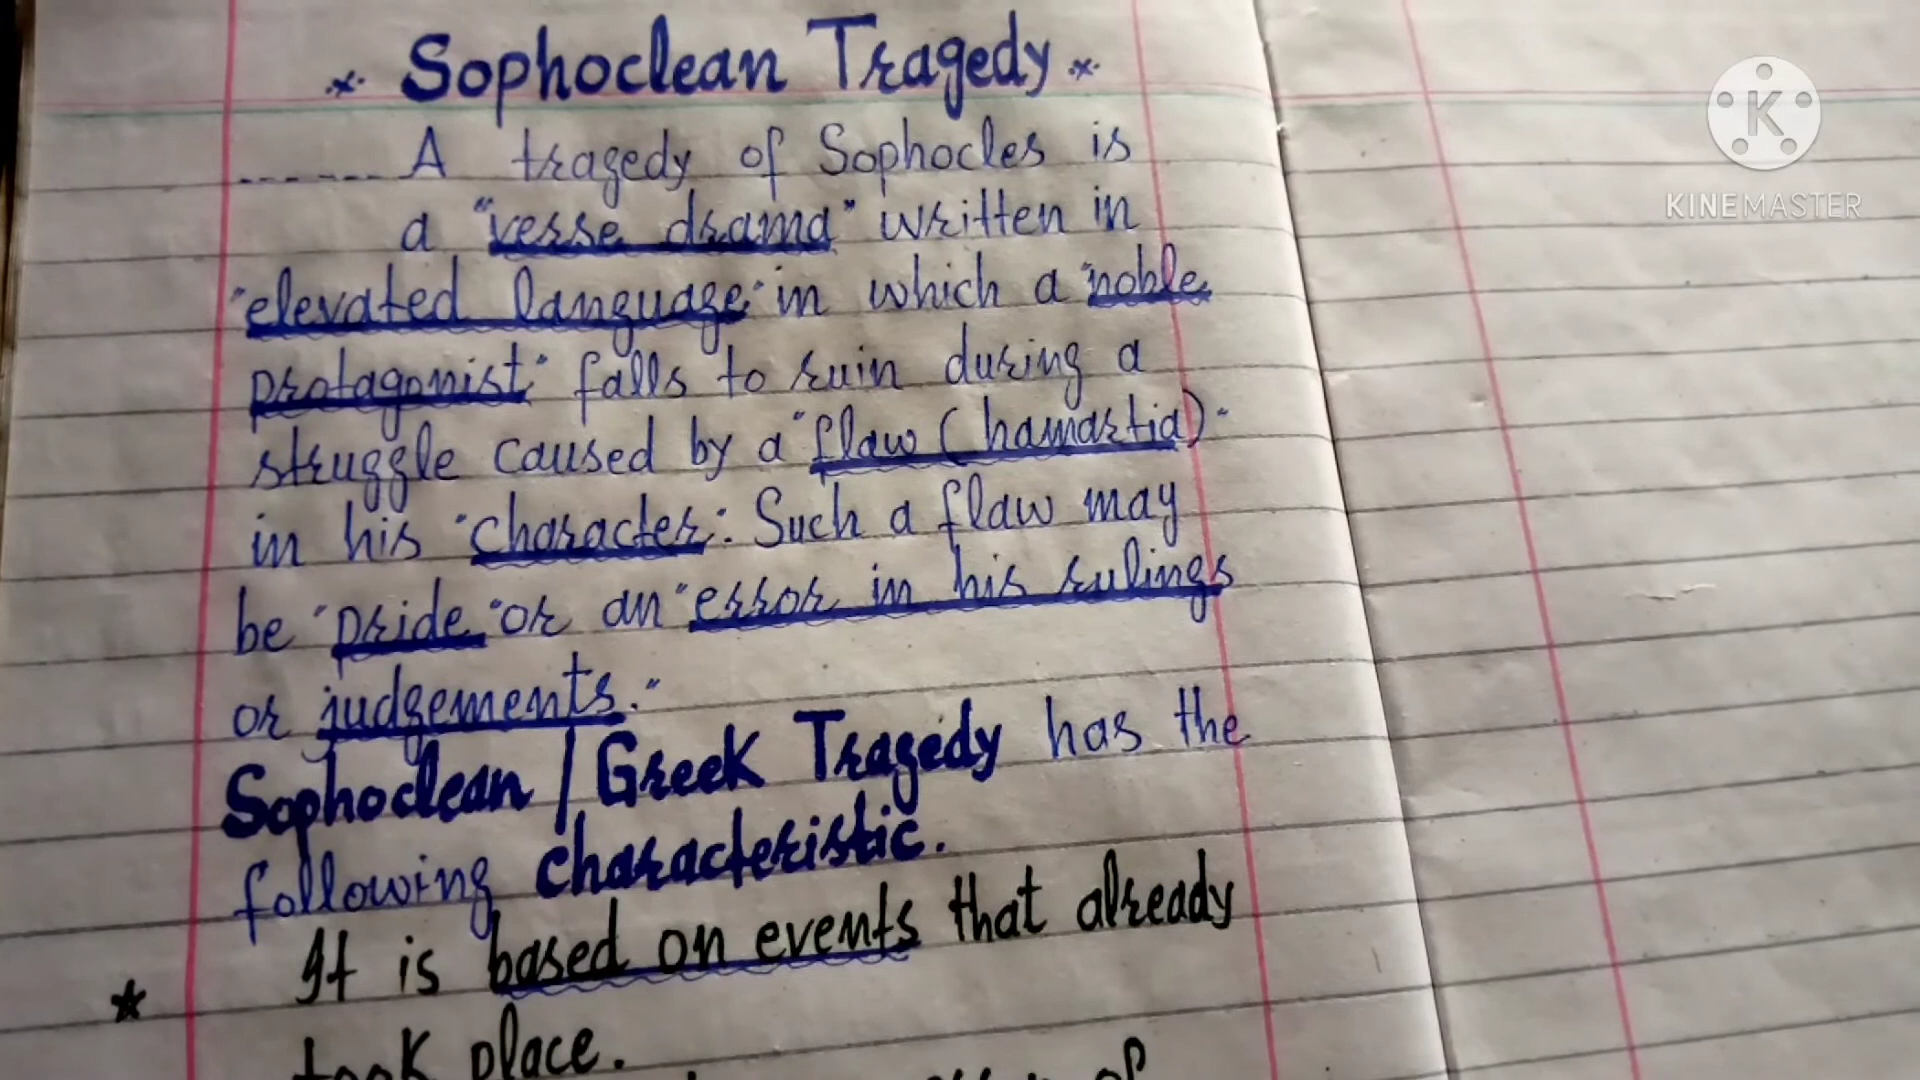 Sophoclean Tragedy
A tragedy of Sophocles is
a "verse drama" written in
"elevated language" in which a "noble
protagonist" falls to ruin during a
struggle caused by a "flaw (hamartia)"
in his "character". Such a flaw may
be "pride" or an "error in his rulings
or judgements."
Sophoclean / Greek Tragedy has the
following characteristic.
★ It is based on events that already
took place.
of
K
KINEMASTER